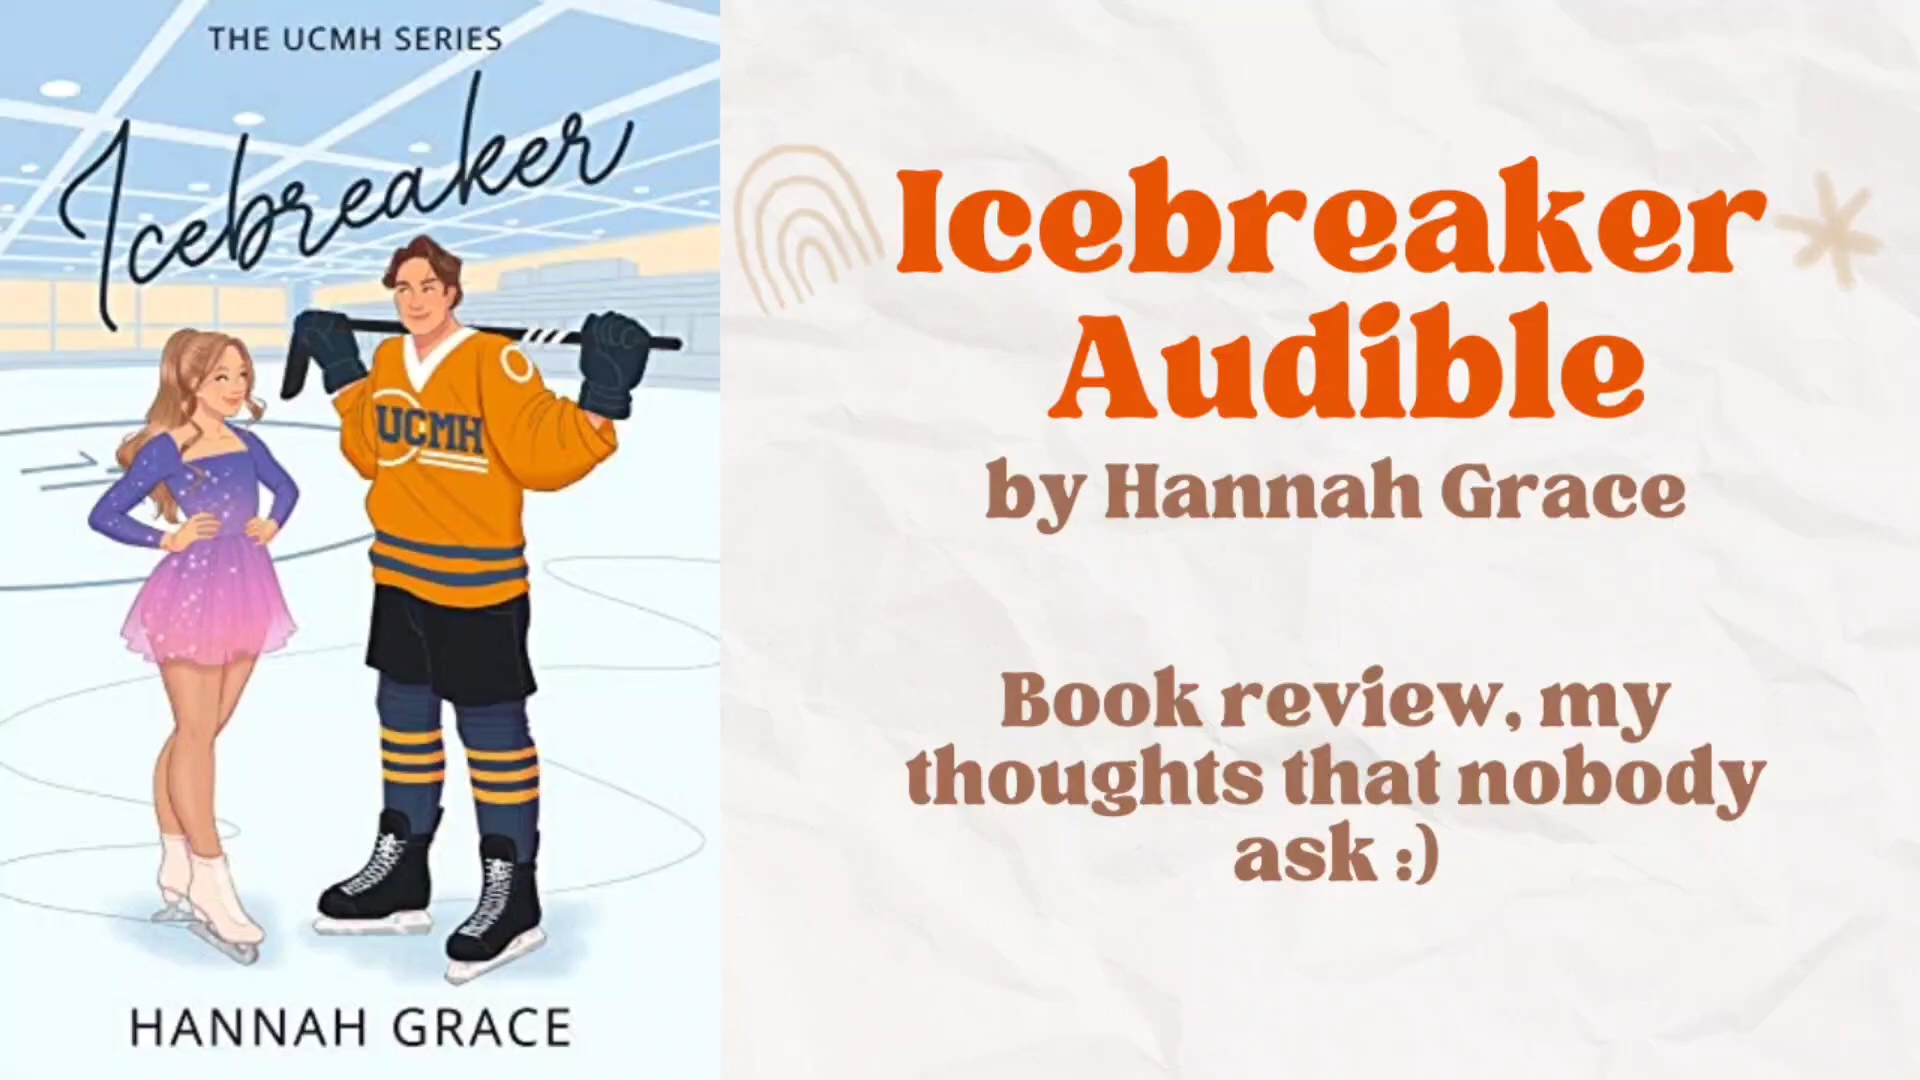 THE UCMH SERIES
Icebreaker
UCMH
HANNAH GRACE
Icebreaker
Audible
by Hannah Grace
Book review, my
thoughts that nobody
ask :)